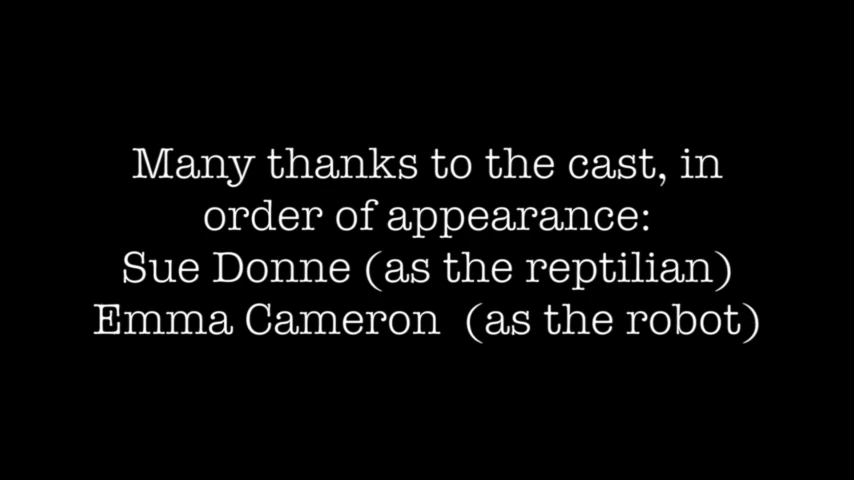 Many thanks to the cast, in
order of appearance:
Sue Donne (as the reptilian)
Emma Cameron  (as the robot)